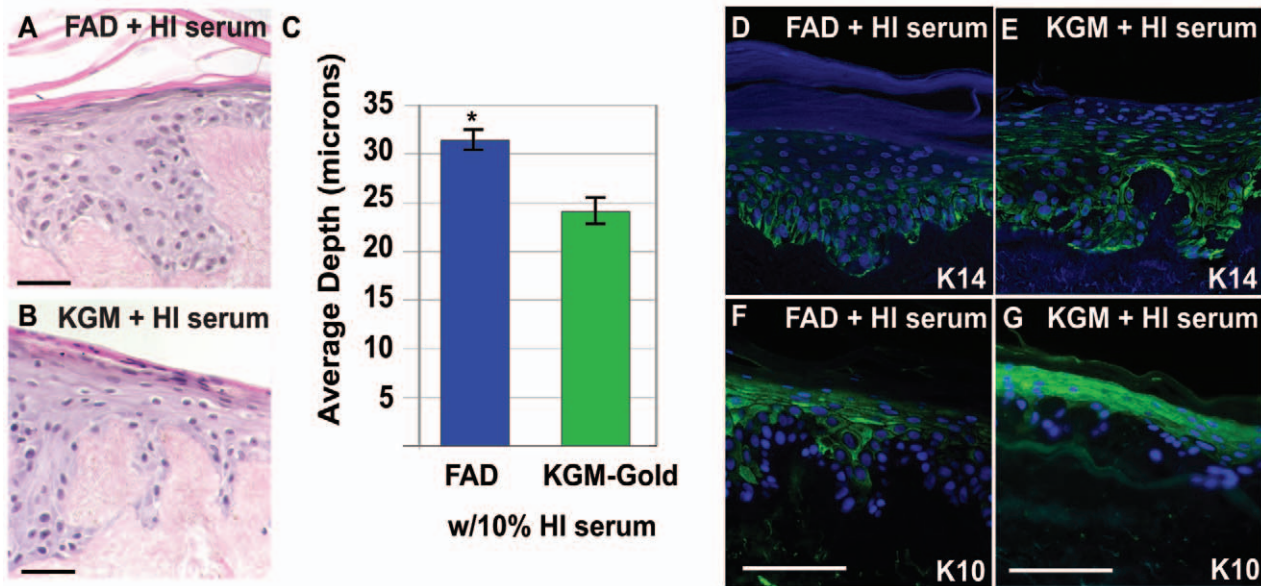 A FAD + HI serum
B KGM + HI serum
C
Average Depth (microns)
35
30
25
20
15
10
5
*
FAD KGM-Gold
w/10% HI serum
D FAD + HI serum
K14
E KGM + HI serum
K14
F FAD + HI serum
G KGM + HI serum
K10